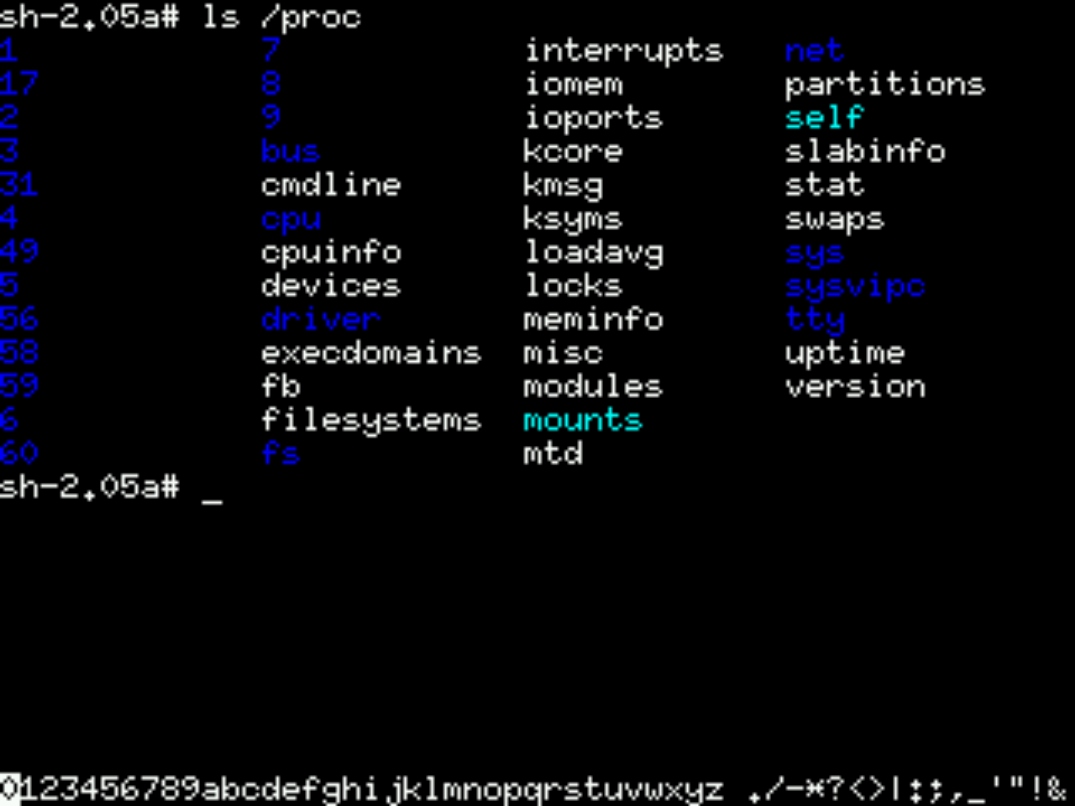 sh-2.05a# ls /proc
1 7 interrupts net
17 8 iomem partitions
2 9 ioports self
3 bus kcore slabinfo
31 cmdline kmsg stat
4 cpu ksyms swaps
49 cpuinfo loadavg sys
5 devices locks sysvipc
56 driver meminfo tty
58 execdomains misc uptime
59 fb modules version
6 filesystems mounts
60 fs mtd
sh-2.05a# _
0123456789abcdefghijklmnopqrstuvwxyz ./-*?<>|:;,_'"!&